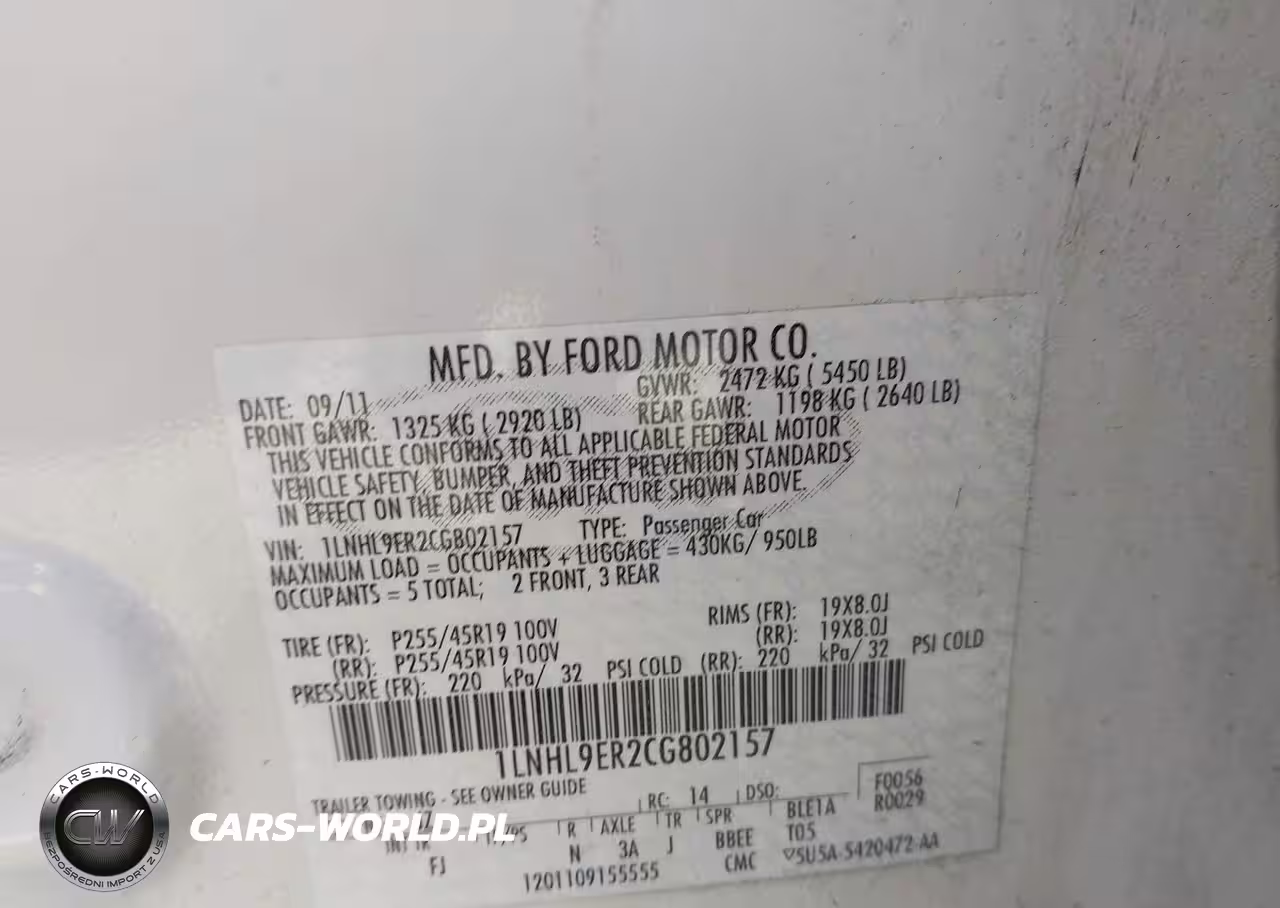 MFD. BY FORD MOTOR CO.
DATE: 09/11 GVWR: 2472 KG ( 5450 LB)
FRONT GAWR: 1325 KG ( 2920 LB) REAR GAWR: 1198 KG ( 2640 LB)
THIS VEHICLE CONFORMS TO ALL APPLICABLE FEDERAL MOTOR
VEHICLE SAFETY, BUMPER, AND THEFT PREVENTION STANDARDS
IN EFFECT ON THE DATE OF MANUFACTURE SHOWN ABOVE.
VIN: 1LNHL9ER2CG802157 TYPE: Passenger Car
MAXIMUM LOAD = OCCUPANTS + LUGGAGE = 430KG/ 950LB
OCCUPANTS = 5 TOTAL; 2 FRONT, 3 REAR
TIRE (FR): P255/45R19 100V RIMS (FR): 19X8.0J
(RR): P255/45R19 100V (RR): 19X8.0J
PRESSURE (FR): 220 kPa/ 32 PSI COLD (RR): 220 kPa/ 32 PSI COLD
1LNHL9ER2CG802157
TRAILER TOWING - SEE OWNER GUIDE
RC: 14 DSO: F0056
R0029
INT TR R AXLE TR SPR BLE1A
FJ N 3A J BBEE T05
1201109155555 CMC 5U5A-5420472-AA
CARS-WORLD
CW
BEZPOŚREDNI IMPORT Z USA
CARS-WORLD.PL